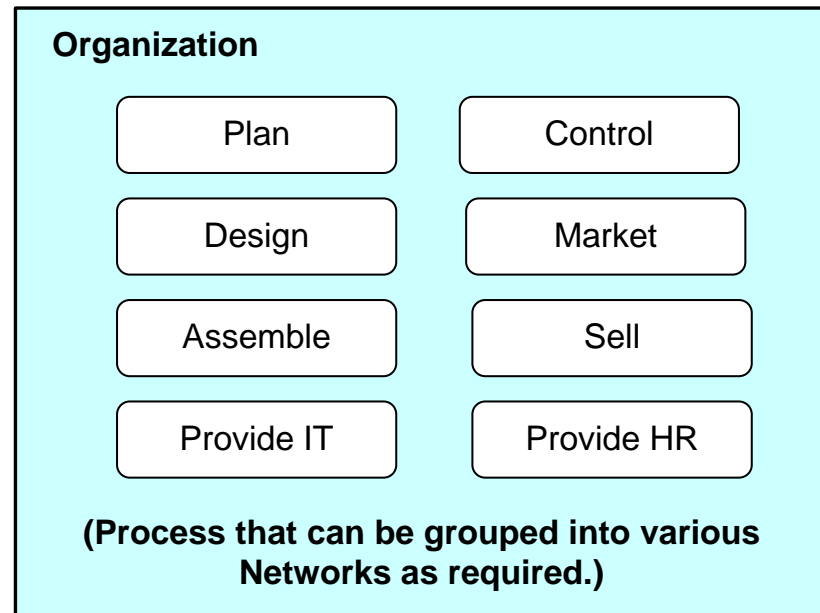 Organization
Plan
Control
Design
Market
Assemble
Sell
Provide IT
Provide HR
(Process that can be grouped into various
Networks as required.)